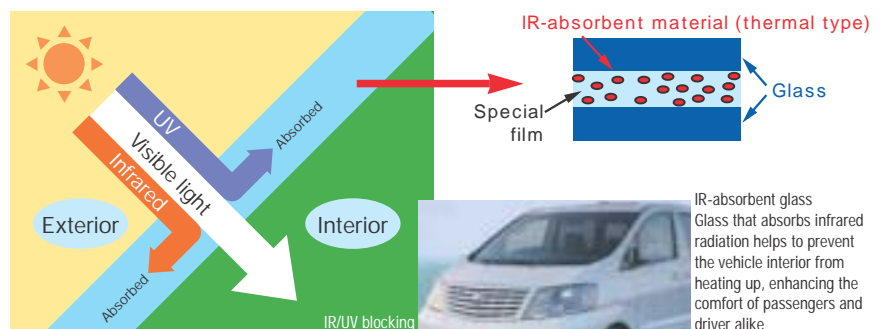 IR-absorbent material (thermal type)
Glass
Special
film
UV
Visible light
Infrared
Absorbed
Absorbed
Exterior
Interior
IR/UV blocking
IR-absorbent glass
Glass that absorbs infrared
radiation helps to prevent
the vehicle interior from
heating up, enhancing the
comfort of passengers and
driver alike